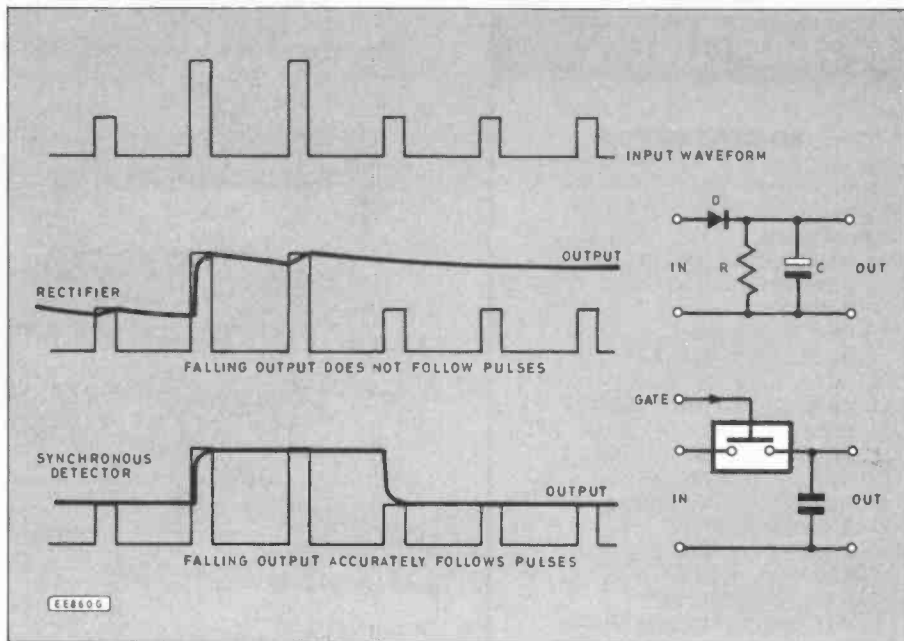 INPUT WAVEFORM
D
OUTPUT
IN
R
C
OUT
RECTIFIER
FALLING OUTPUT DOES NOT FOLLOW PULSES
GATE
SYNCHRONOUS
DETECTOR
OUTPUT
IN
OUT
FALLING OUTPUT ACCURATELY FOLLOWS PULSES
EE860G